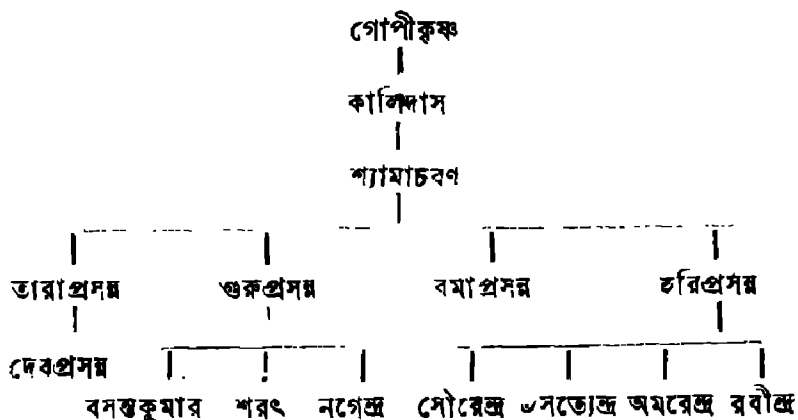 গোপীকৃষ্ণ
কালিদাস
শ্যামাচবণ
তারাপ্রসন্ন গুরুপ্রসন্ন বমাপ্রসন্ন হরিপ্রসন্ন
দেবপ্রসন্ন
বসন্তকুমার শরৎ নগেন্দ্র সৌরেন্দ্র ৺সত্যেন্দ্র অমরেন্দ্র রবীন্দ্র